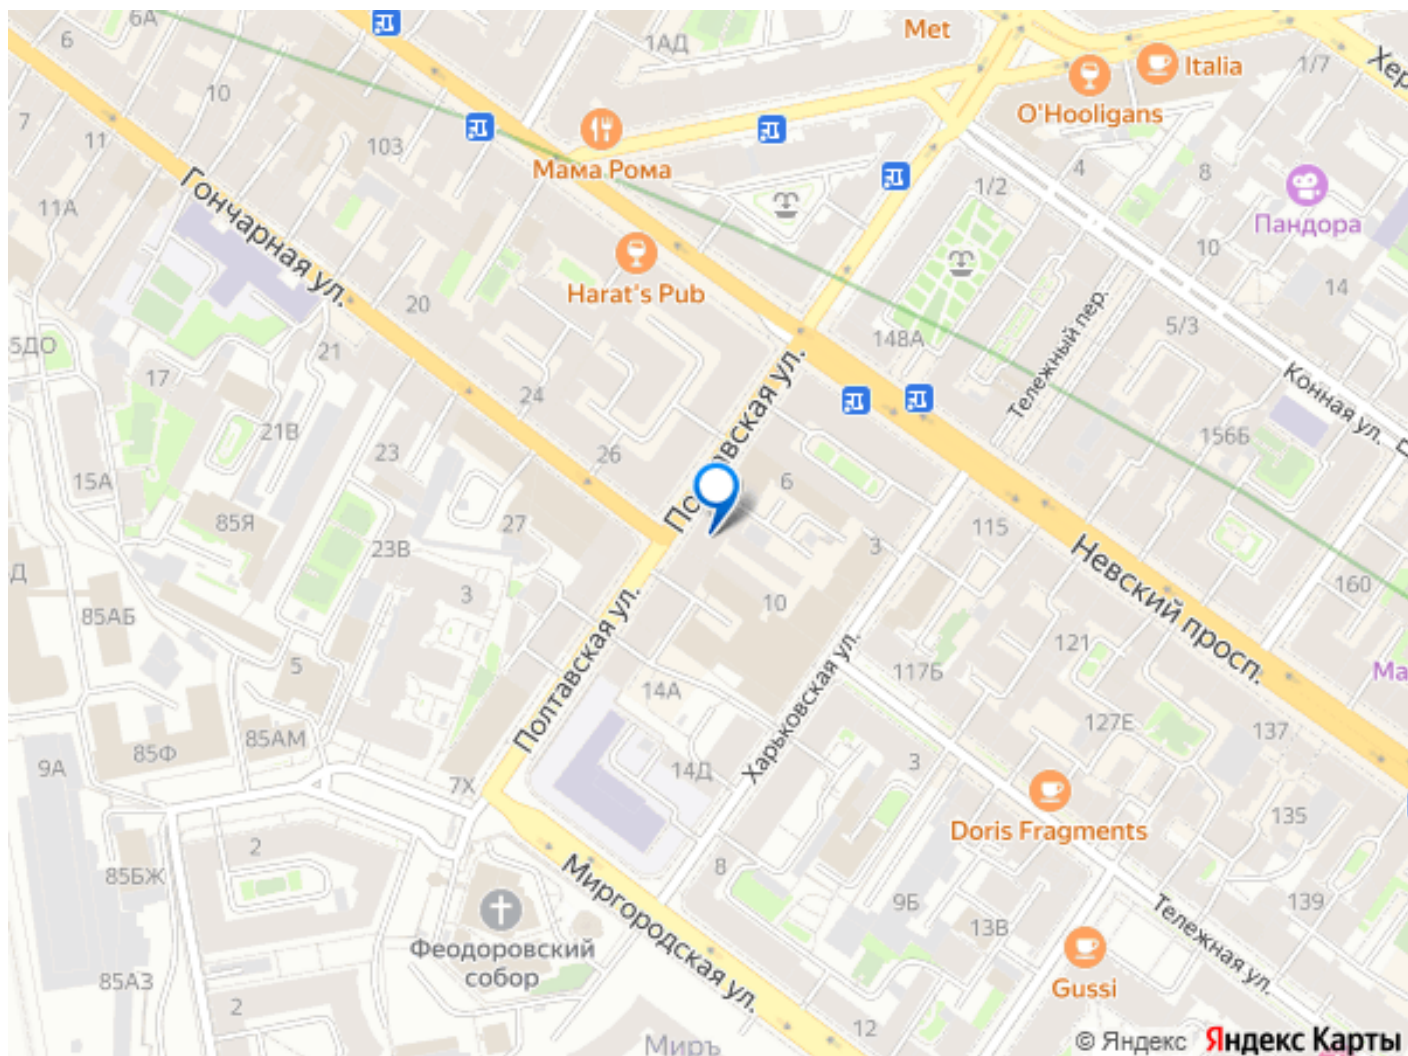 6А
6
Met
1АД
Italia
1/7
Хер
10
O'Hooligans
7
11
103
Мама Рома
4
8
1/2
Гончарная ул.
11А
Пандора
10
Harat's Pub
14
20
5/3
5ДО
21
148А
Тележный пер.
17
Полтавская ул.
Конная ул.
24
21В
23
26
156Б
15А
6
85Я
27
115
23В
3
Невский просп.
Д
160
3
10
85АБ
Полтавская ул.
121
5
117Б
14А
Харьковская ул.
Ма
127Е
137
85АМ
85Ф
9А
14Д
3
7Х
Doris Fragments
135
2
8
85БЖ
Миргородская ул.
9Б
139
13В
Тележная ул.
Феодоровский
собор
85АЗ
Gussi
2
12
Миръ
© Яндекс Яндекс Карты